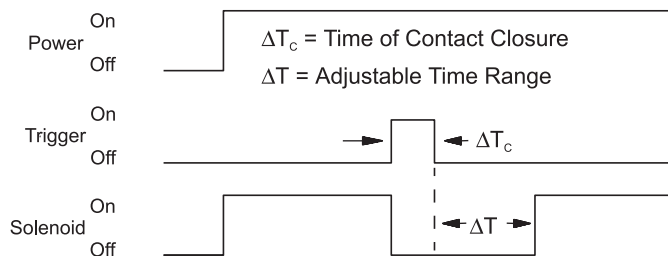 On
Power
Off
ΔTC = Time of Contact Closure
ΔT = Adjustable Time Range
On
Trigger
Off
ΔTC
On
Solenoid
Off
ΔT